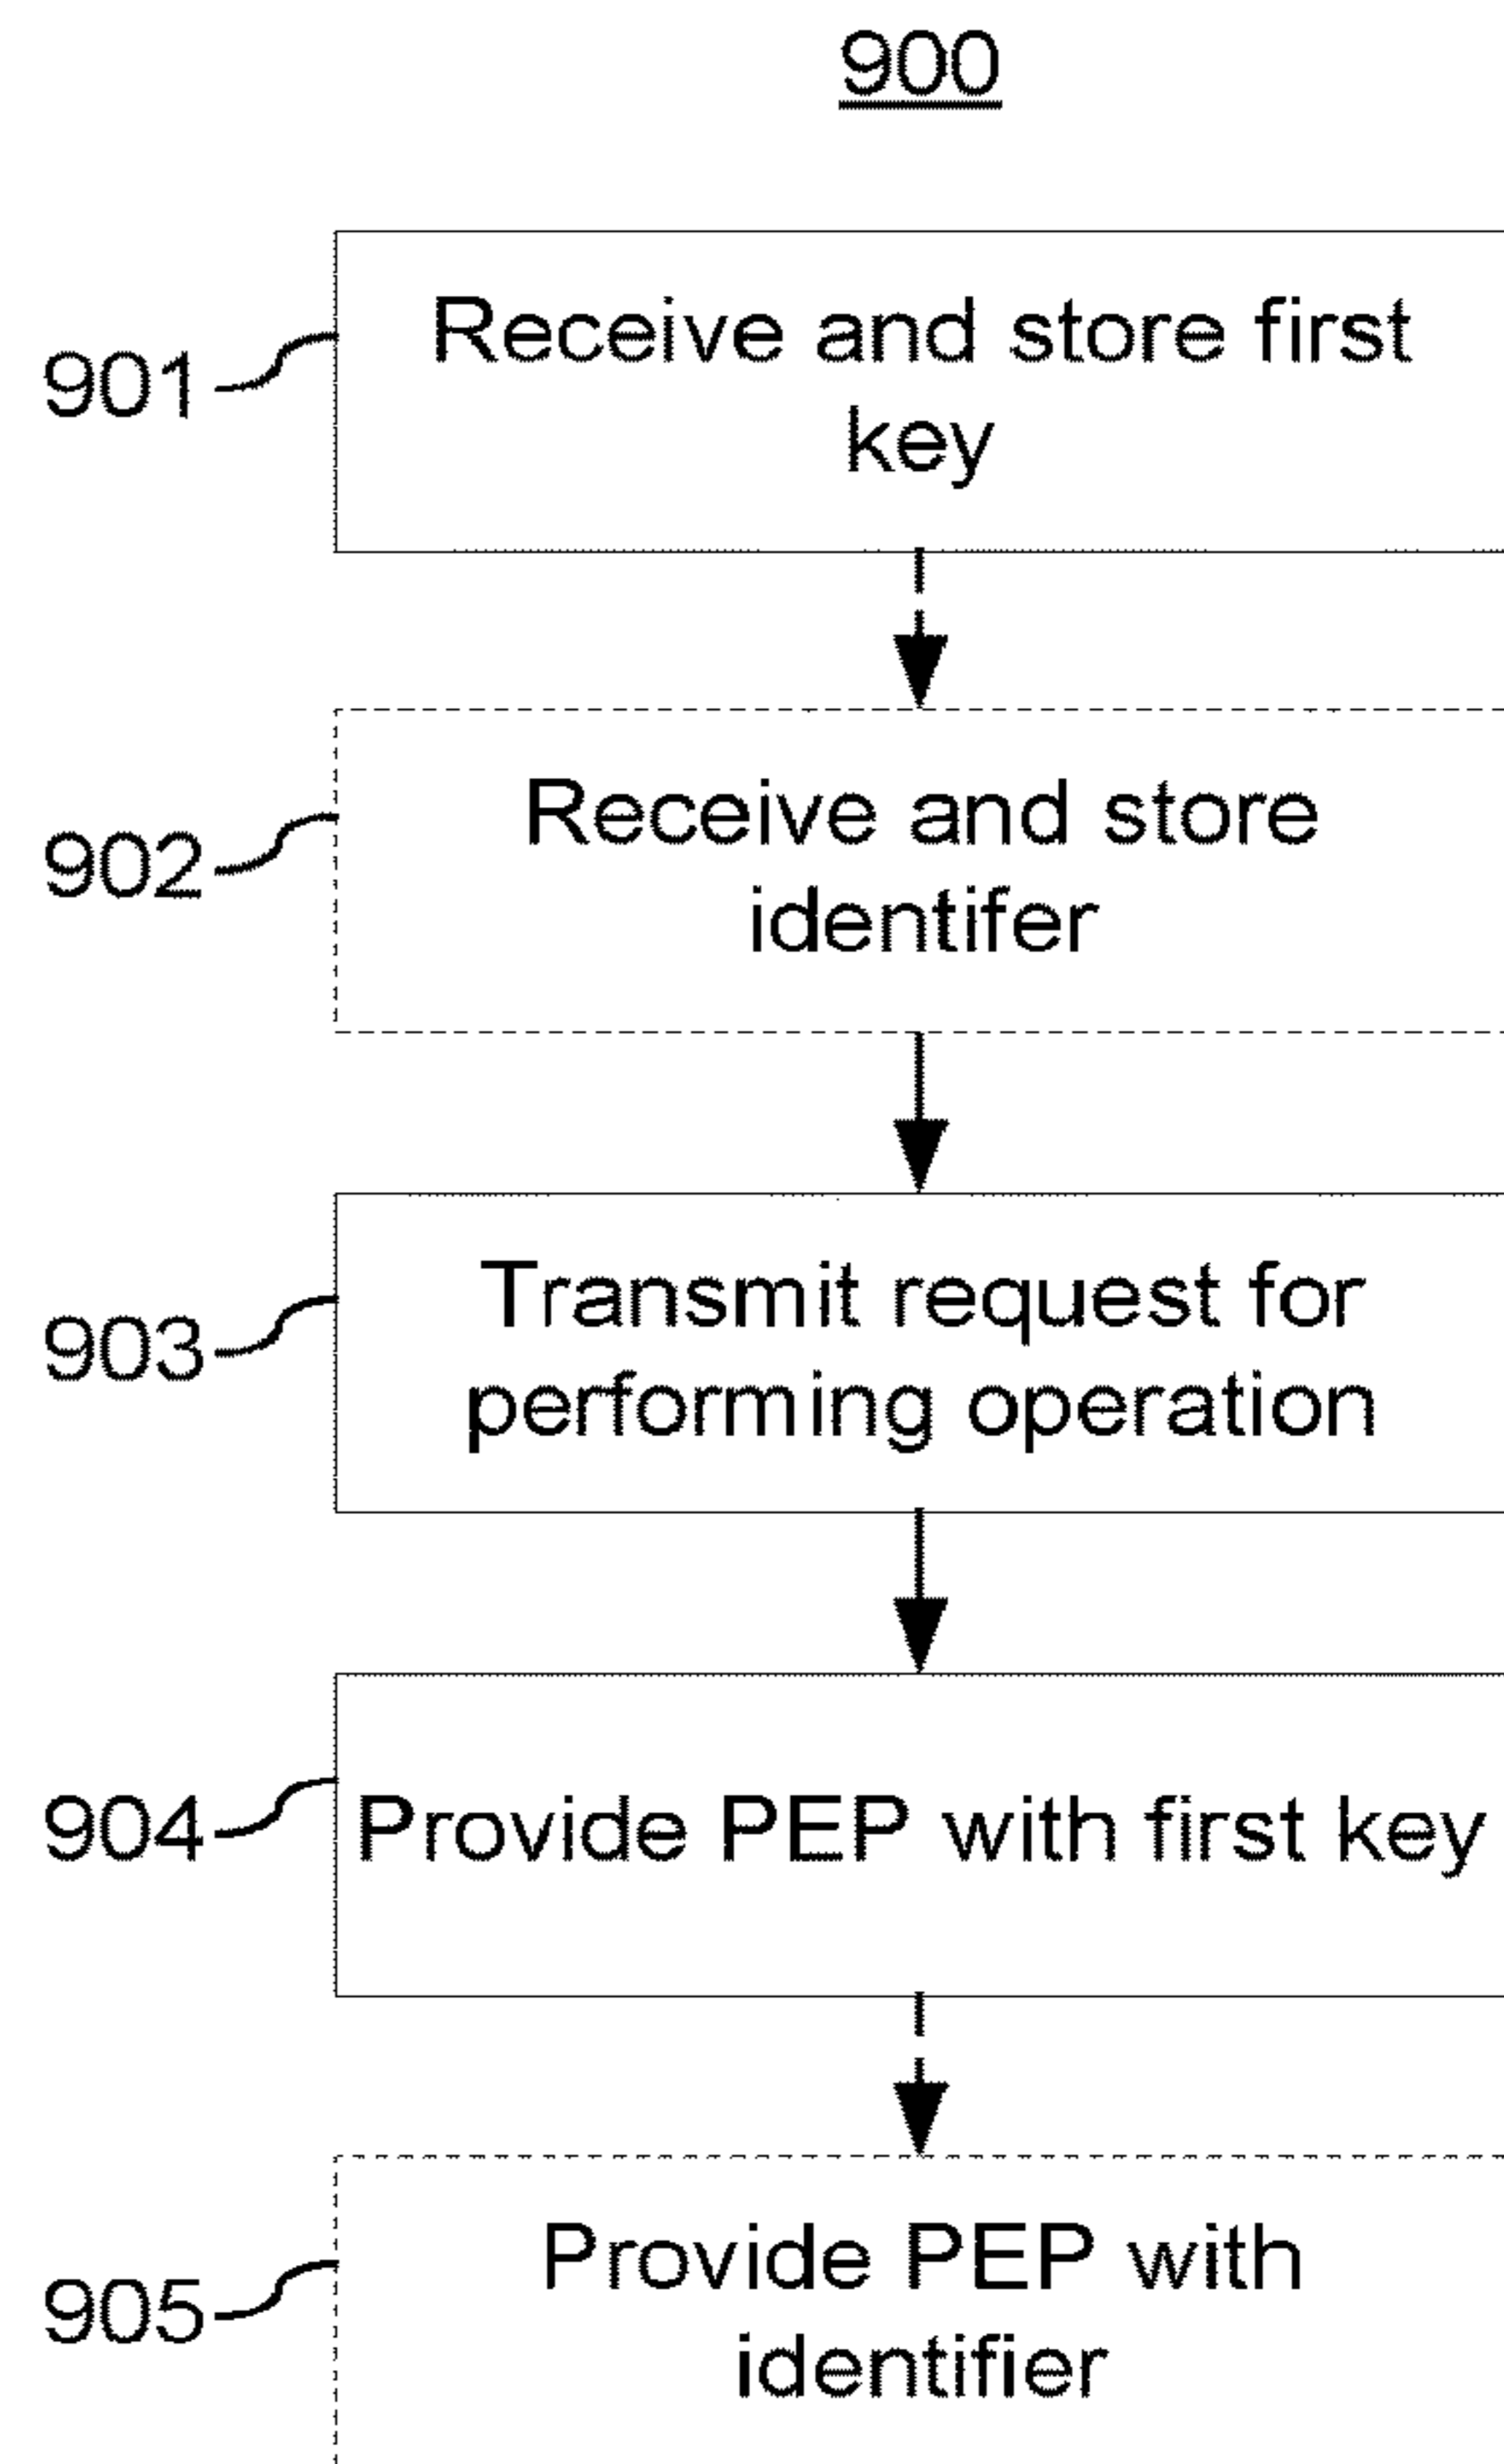 900
901
Receive and store first
key
902
Receive and store
identifer
903
Transmit request for
performing operation
904
Provide PEP with first key
905
Provide PEP with
identifier